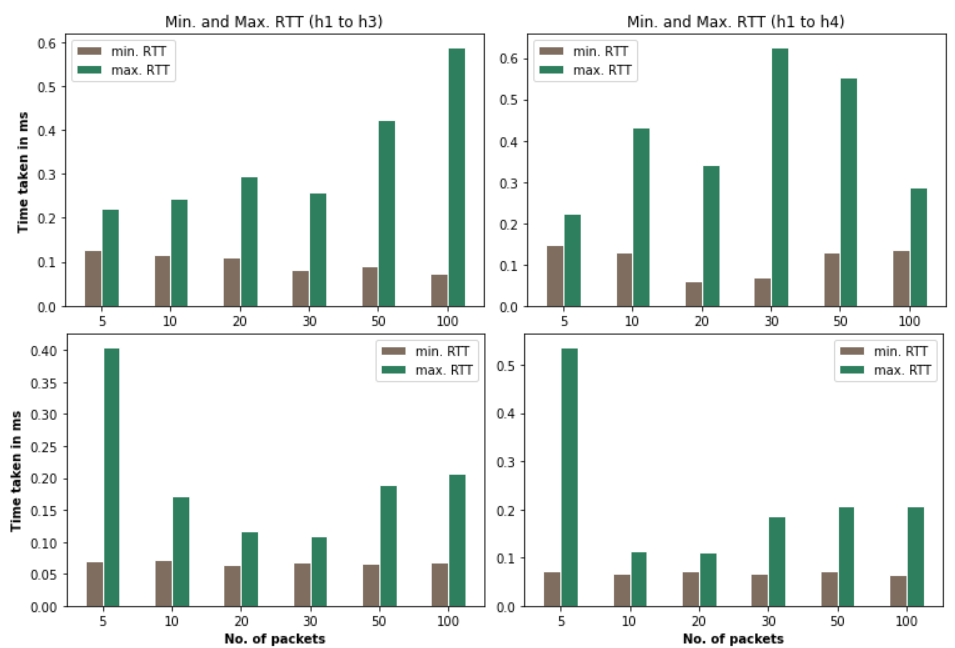 Min. and Max. RTT (h1 to h3)
min. RTT
max. RTT
0.6
0.5
0.4
0.3
0.2
0.1
0.0
Time taken in ms
5 10 20 30 50 100
Min. and Max. RTT (h1 to h4)
min. RTT
max. RTT
0.6
0.5
0.4
0.3
0.2
0.1
0.0
5 10 20 30 50 100
min. RTT
max. RTT
0.40
0.35
0.30
0.25
0.20
0.15
0.10
0.05
0.00
Time taken in ms
5 10 20 30 50 100
No. of packets
min. RTT
max. RTT
0.5
0.4
0.3
0.2
0.1
0.0
5 10 20 30 50 100
No. of packets